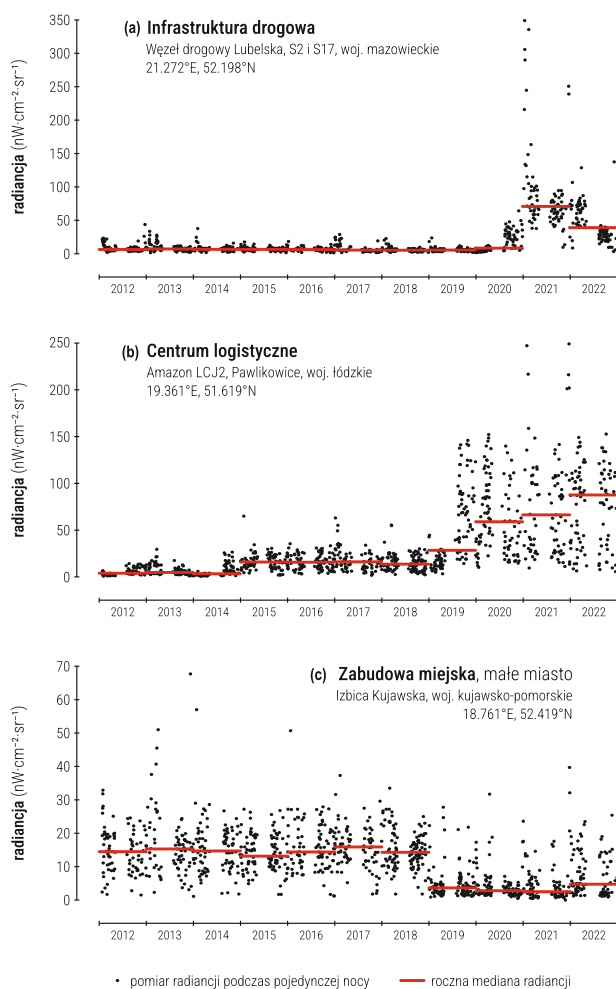 (a) Infrastruktura drogowa
Węzeł drogowy Lubelska, S2 i S17, woj. mazowieckie
21.272°E, 52.198°N
radiancja (nW·cm⁻²·sr⁻¹)
350
300
250
200
150
100
50
0
2012 2013 2014 2015 2016 2017 2018 2019 2020 2021 2022
(b) Centrum logistyczne
Amazon LCJ2, Pawlikowice, woj. łódzkie
19.361°E, 51.619°N
radiancja (nW·cm⁻²·sr⁻¹)
250
200
150
100
50
0
2012 2013 2014 2015 2016 2017 2018 2019 2020 2021 2022
(c) Zabudowa miejska, małe miasto
Izbica Kujawska, woj. kujawsko-pomorskie
18.761°E, 52.419°N
radiancja (nW·cm⁻²·sr⁻¹)
70
60
50
40
30
20
10
0
2012 2013 2014 2015 2016 2017 2018 2019 2020 2021 2022
pomiar radiancji podczas pojedynczej nocy
roczna mediana radiancji